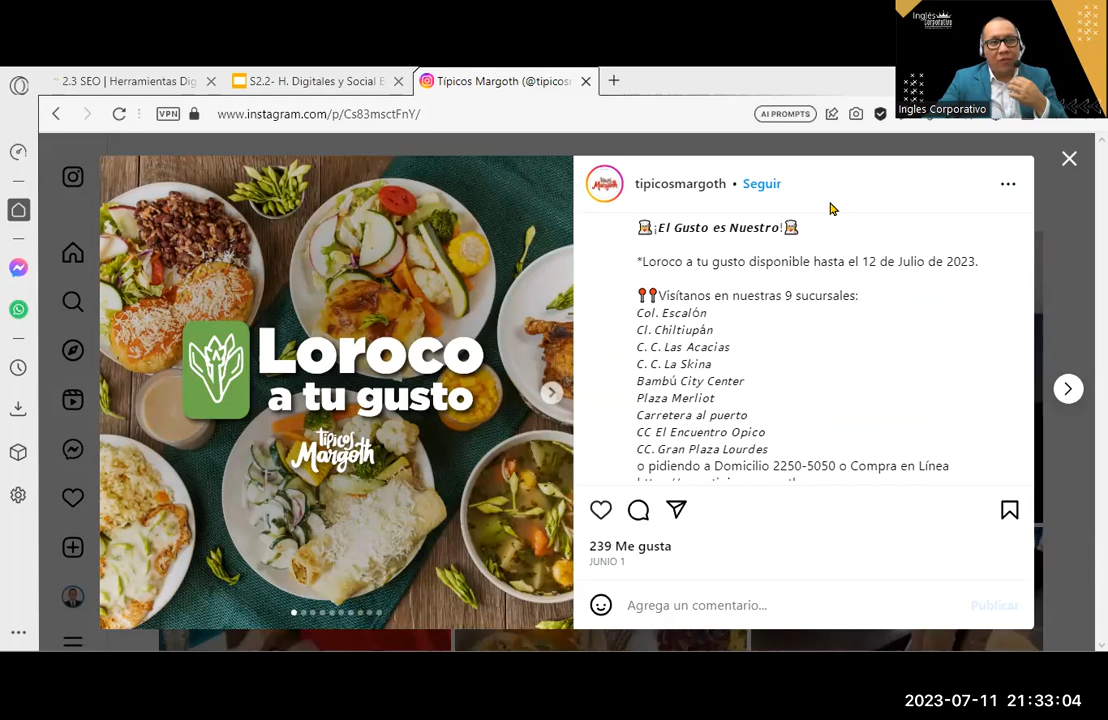 Inglés
Corporativo
Ingles Corporativo
2.3 SEO | Herramientas Dig
S2.2- H. Digitales y Social E
Típicos Margoth (@tipicosm
VPN
www.instagram.com/p/Cs83msctFnY/
AI PROMPTS
Loroco
a tu gusto
típicos
Margoth
tipicosmargoth • Seguir
¡El Gusto es Nuestro!
*Loroco a tu gusto disponible hasta el 12 de Julio de 2023.
Visítanos en nuestras 9 sucursales:
Col. Escalón
Cl. Chiltiupán
C. C. Las Acacias
C. C. La Skina
Bambú City Center
Plaza Merliot
Carretera al puerto
CC El Encuentro Opico
CC. Gran Plaza Lourdes
o pidiendo a Domicilio 2250-5050 o Compra en Línea
239 Me gusta
JUNIO 1
Agrega un comentario...
Publicar
2023-07-11 21:33:04